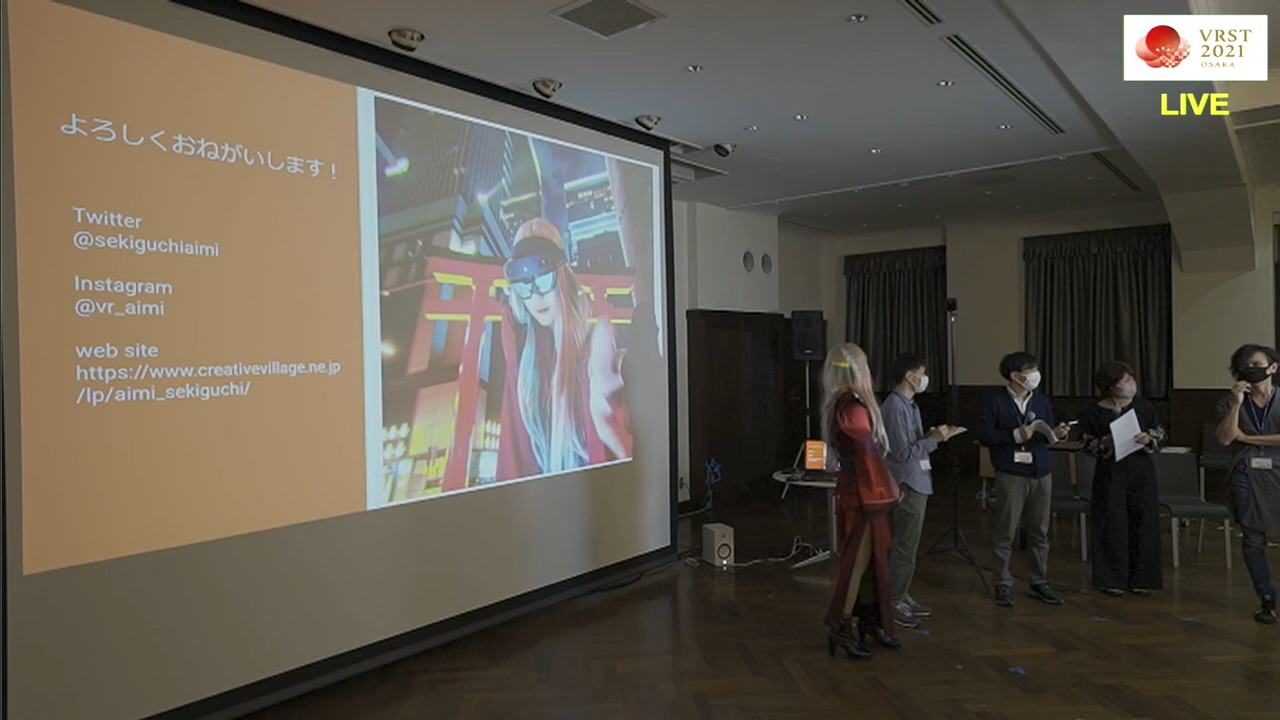 よろしくおねがいします！
Twitter
@sekiguchiaimi
Instagram
@vr_aimi
web site
https://www.creativevillage.ne.jp
/lp/aimi_sekiguchi/
VRST
2021
OSAKA
LIVE